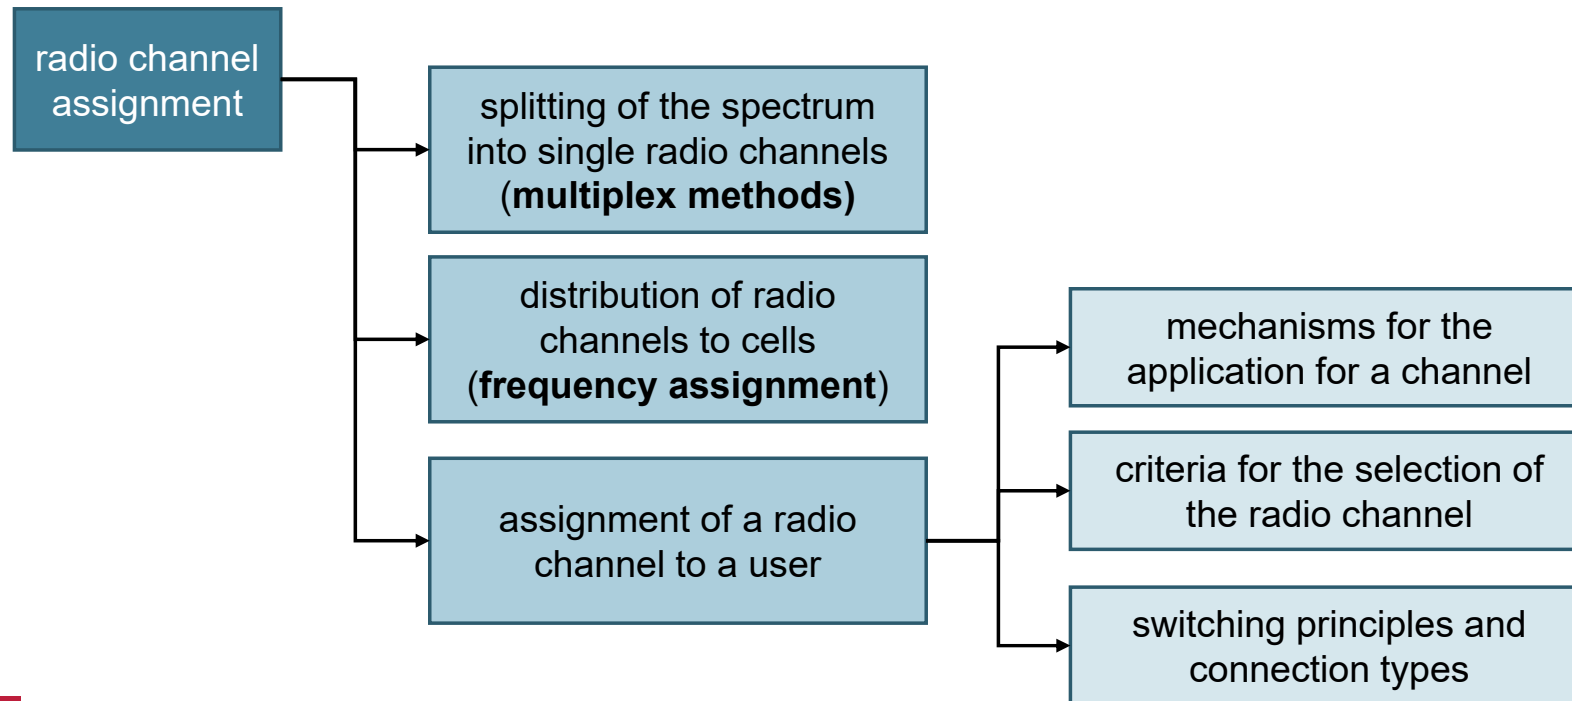 radio channel
assignment
splitting of the spectrum
into single radio channels
(multiplex methods)
distribution of radio
channels to cells
(frequency assignment)
assignment of a radio
channel to a user
mechanisms for the
application for a channel
criteria for the selection of
the radio channel
switching principles and
connection types